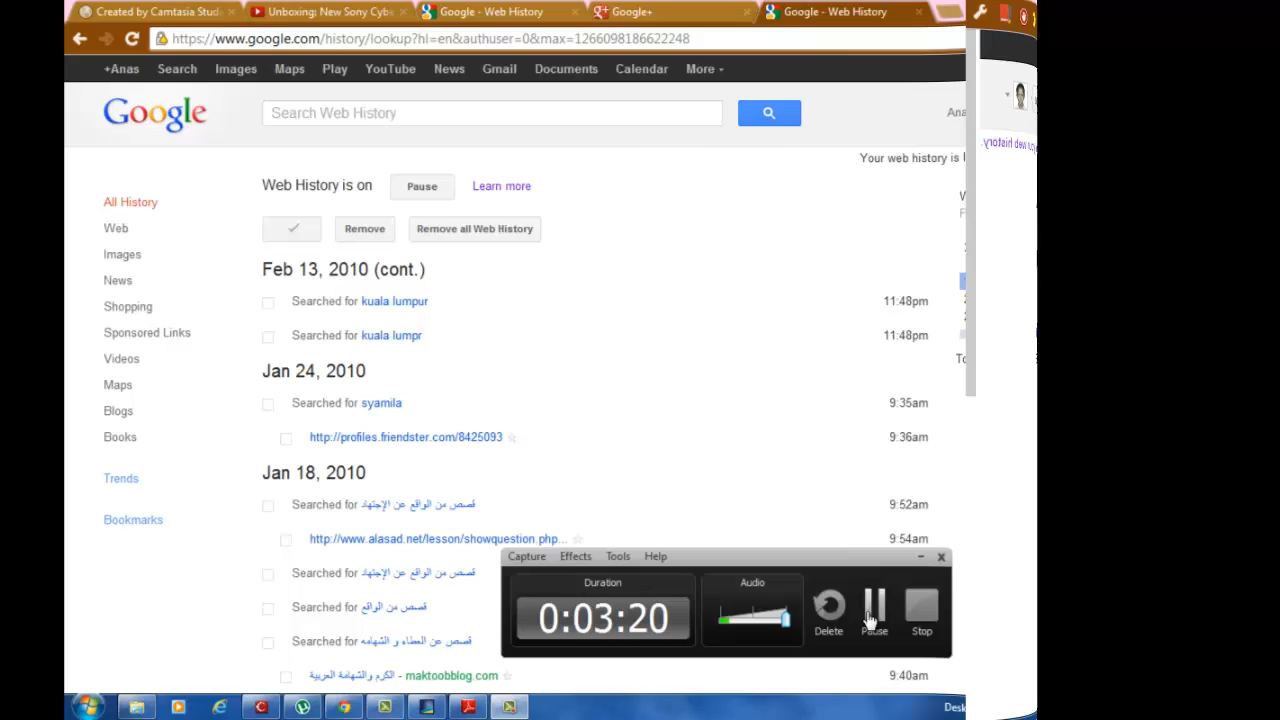 Created by Camtasia Stud
Unboxing: New Sony Cyb
Google - Web History
Google+
Google - Web History
https://www.google.com/history/lookup?hl=en&authuser=0&max=1266098186622248
+Anas Search Images Maps Play YouTube News Gmail Documents Calendar More
Google
Search Web History
Ana
Your web history is
your web history.
Web History is on
Pause
Learn more
Remove
Remove all Web History
All History
Web
Images
News
Shopping
Sponsored Links
Videos
Maps
Blogs
Books
Trends
Bookmarks
Feb 13, 2010 (cont.)
Searched for kuala lumpur 11:48pm
Searched for kuala lumpr 11:48pm
Jan 24, 2010
Searched for syamila 9:35am
http://profiles.friendster.com/8425093 9:36am
Jan 18, 2010
Searched for قصص من الواقع عن الإجتهاد 9:52am
http://www.alasad.net/lesson/showquestion.php... 9:54am
Searched for قصص من الواقع عن الإجتهاد
Searched for قصص من الواقع
Searched for قصص عن العطاء و الشهامه
الكرم والشهامة العربية - maktoobblog.com 9:40am
Capture Effects Tools Help
Duration
0:03:20
Audio
Delete
Pause
Stop
Desk